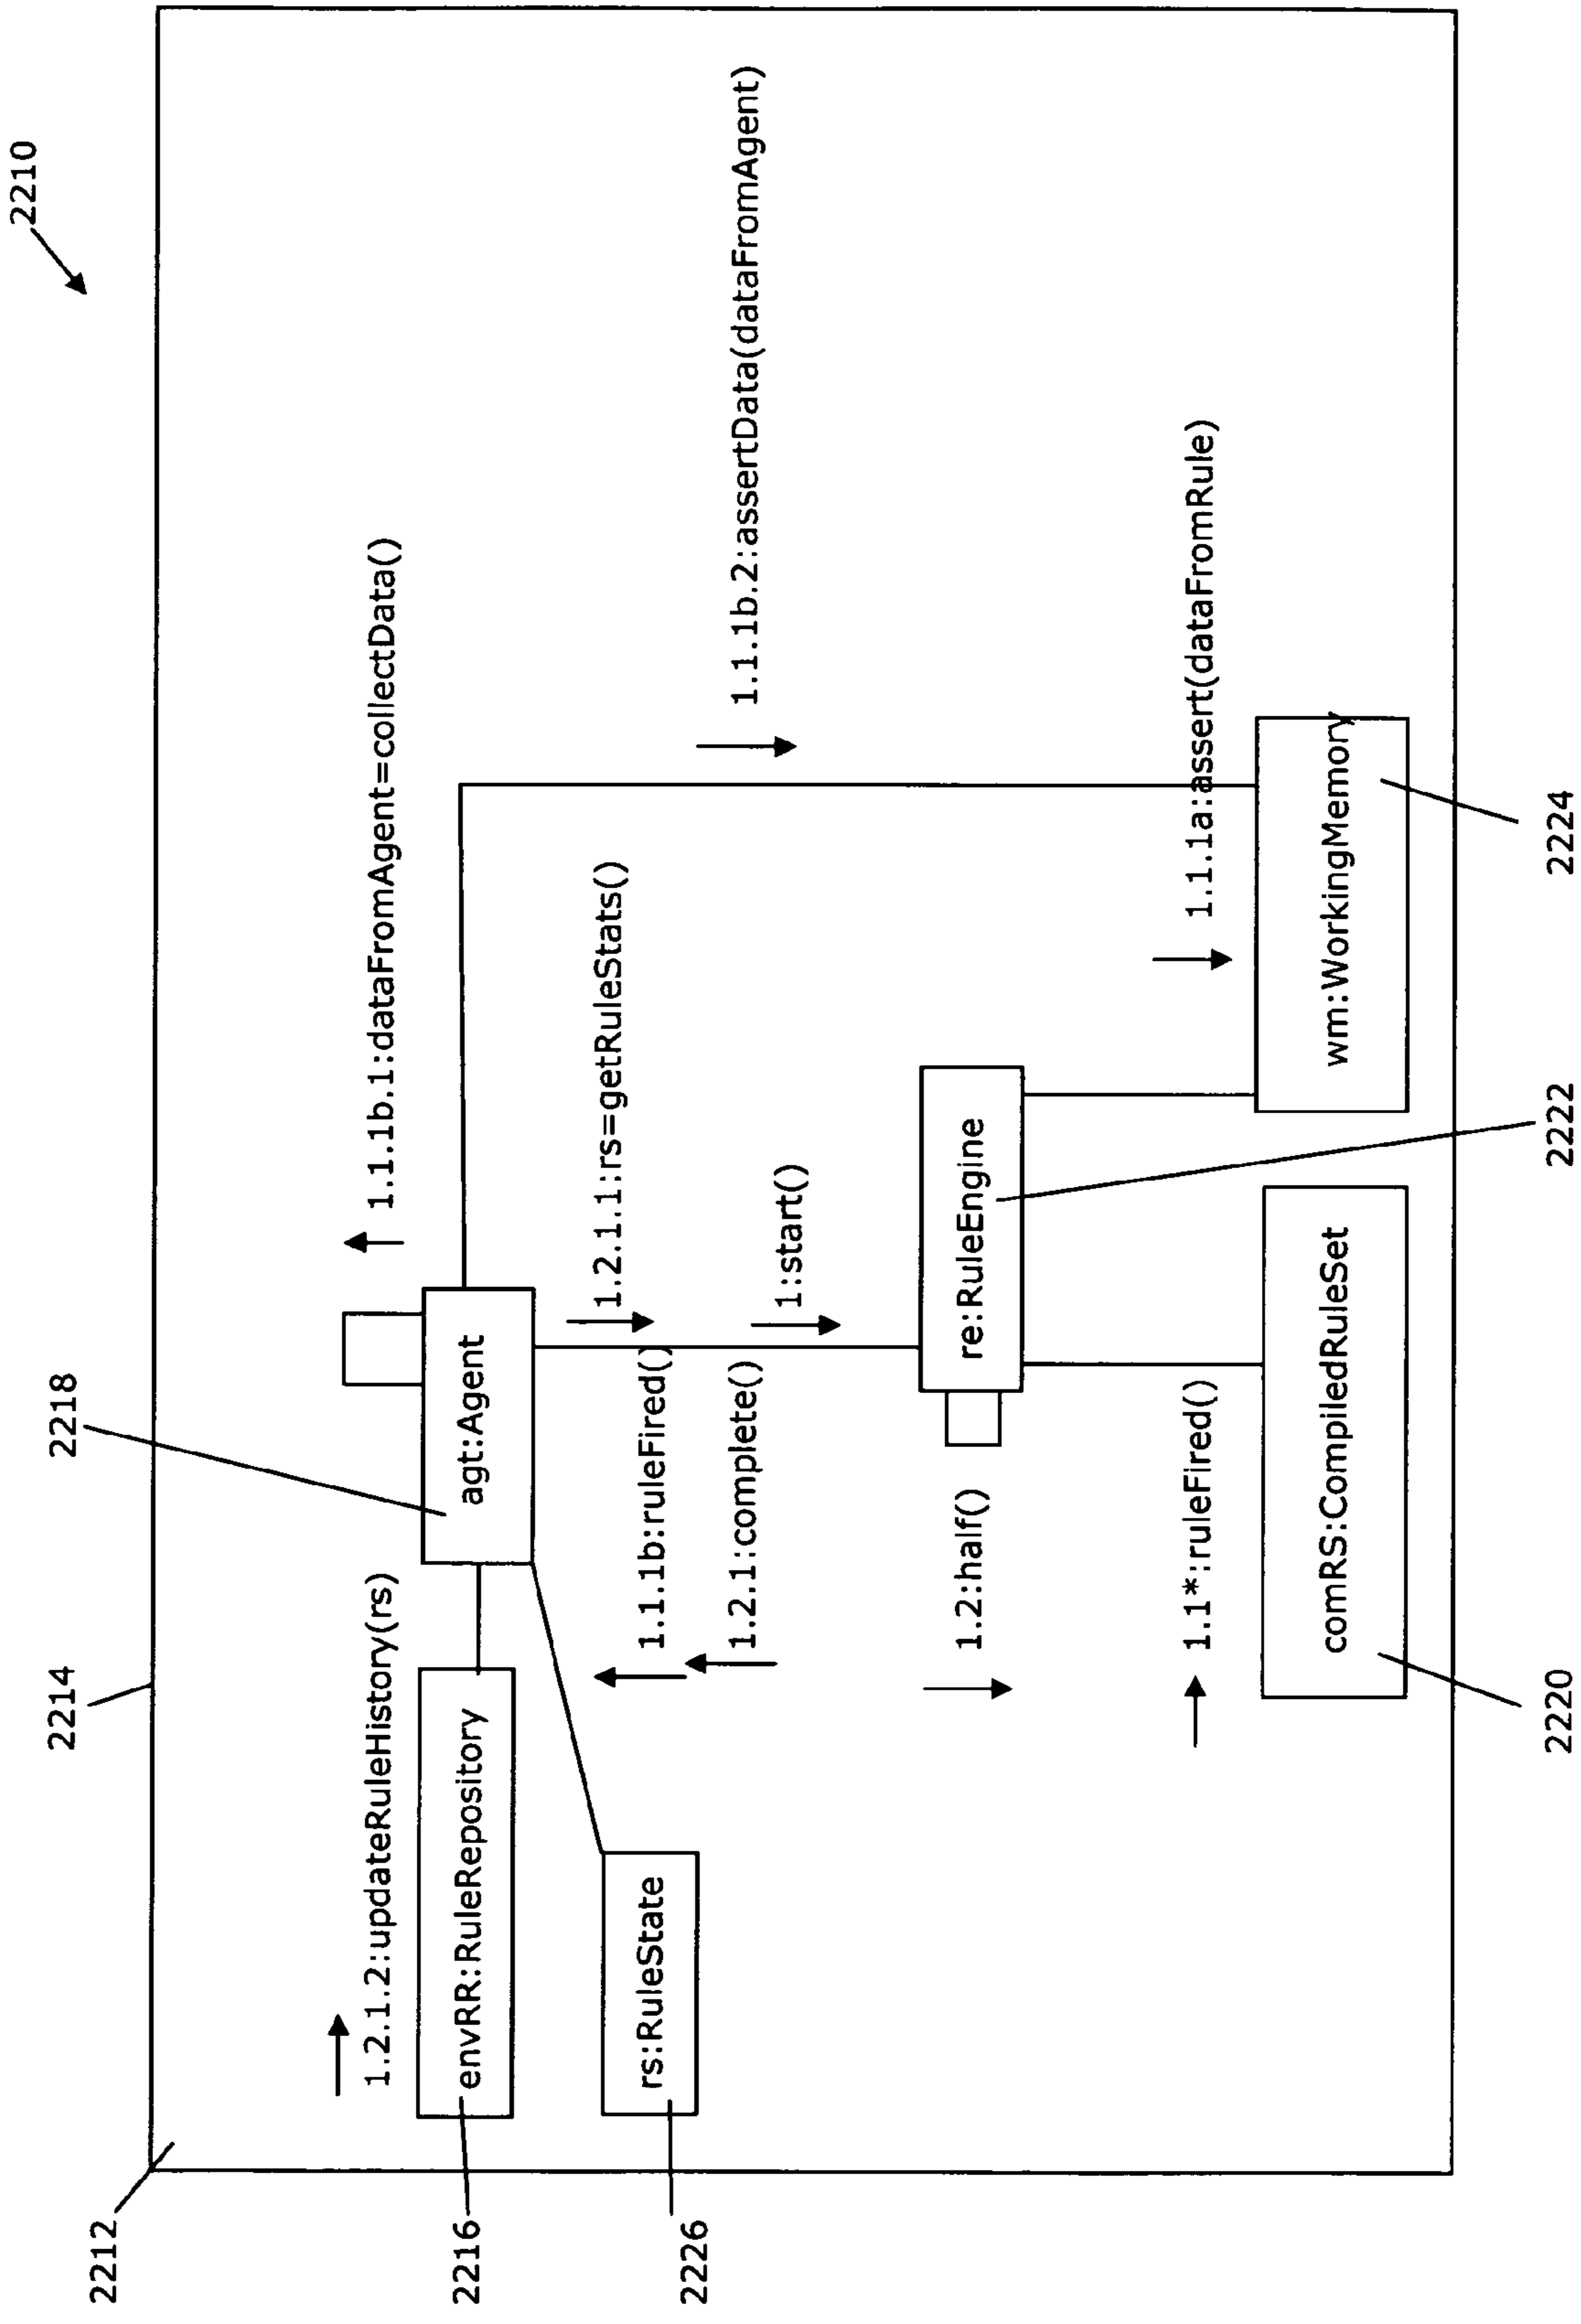 2210
2212
2214
2218
1.1.1b.1:dataFromAgent=collectData()
1.2.1.2:updateRuleHistory(rs)
envRR:RuleRepository
agt:Agent
2216
1.2.1.1:rs=getRuleStats()
rs:RuleState
1.1.1b:ruleFired()
2226
1.2.1:complete()
1:start()
1.1.1b.2:assertData(dataFromAgent)
1.2:half()
re:RuleEngine
1.1*:ruleFired()
1.1.1a:assert(dataFromRule)
comRS:CompiledRuleSet
wm:WorkingMemory
2220
2222
2224